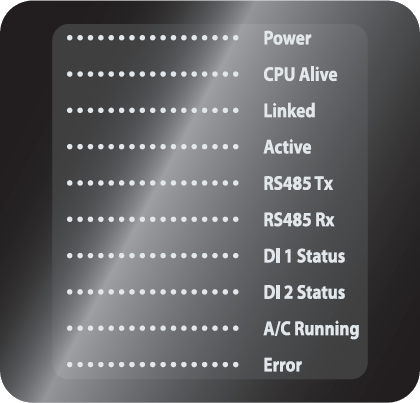 ................. Power
................. CPU Alive
................. Linked
................. Active
................. RS485 Tx
................. RS485 Rx
................. DI 1 Status
................. DI 2 Status
................. A/C Running
................. Error